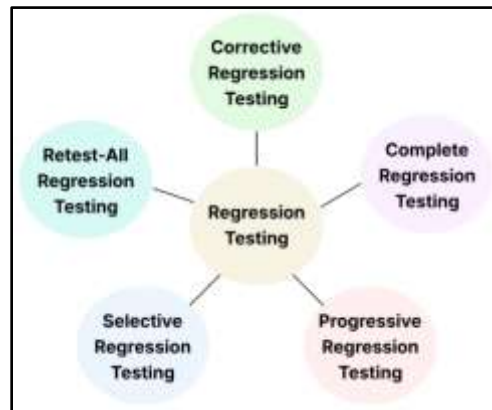 Corrective
Regression
Testing
Retest-All
Regression
Testing
Complete
Regression
Testing
Regression
Testing
Selective
Regression
Testing
Progressive
Regression
Testing